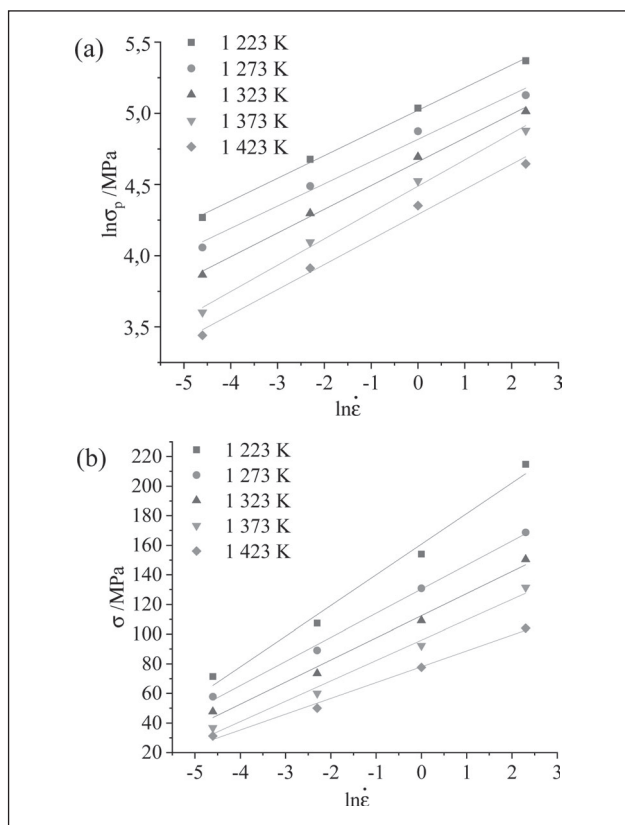 (a)
1 223 K
1 273 K
1 323 K
1 373 K
1 423 K
5,5
5,0
4,5
4,0
3,5
lnσp /MPa
-5 -4 -3 -2 -1 0 1 2 3
lnε̇
(b)
1 223 K
1 273 K
1 323 K
1 373 K
1 423 K
220
200
180
160
140
120
100
80
60
40
20
σ /MPa
-5 -4 -3 -2 -1 0 1 2 3
lnε̇